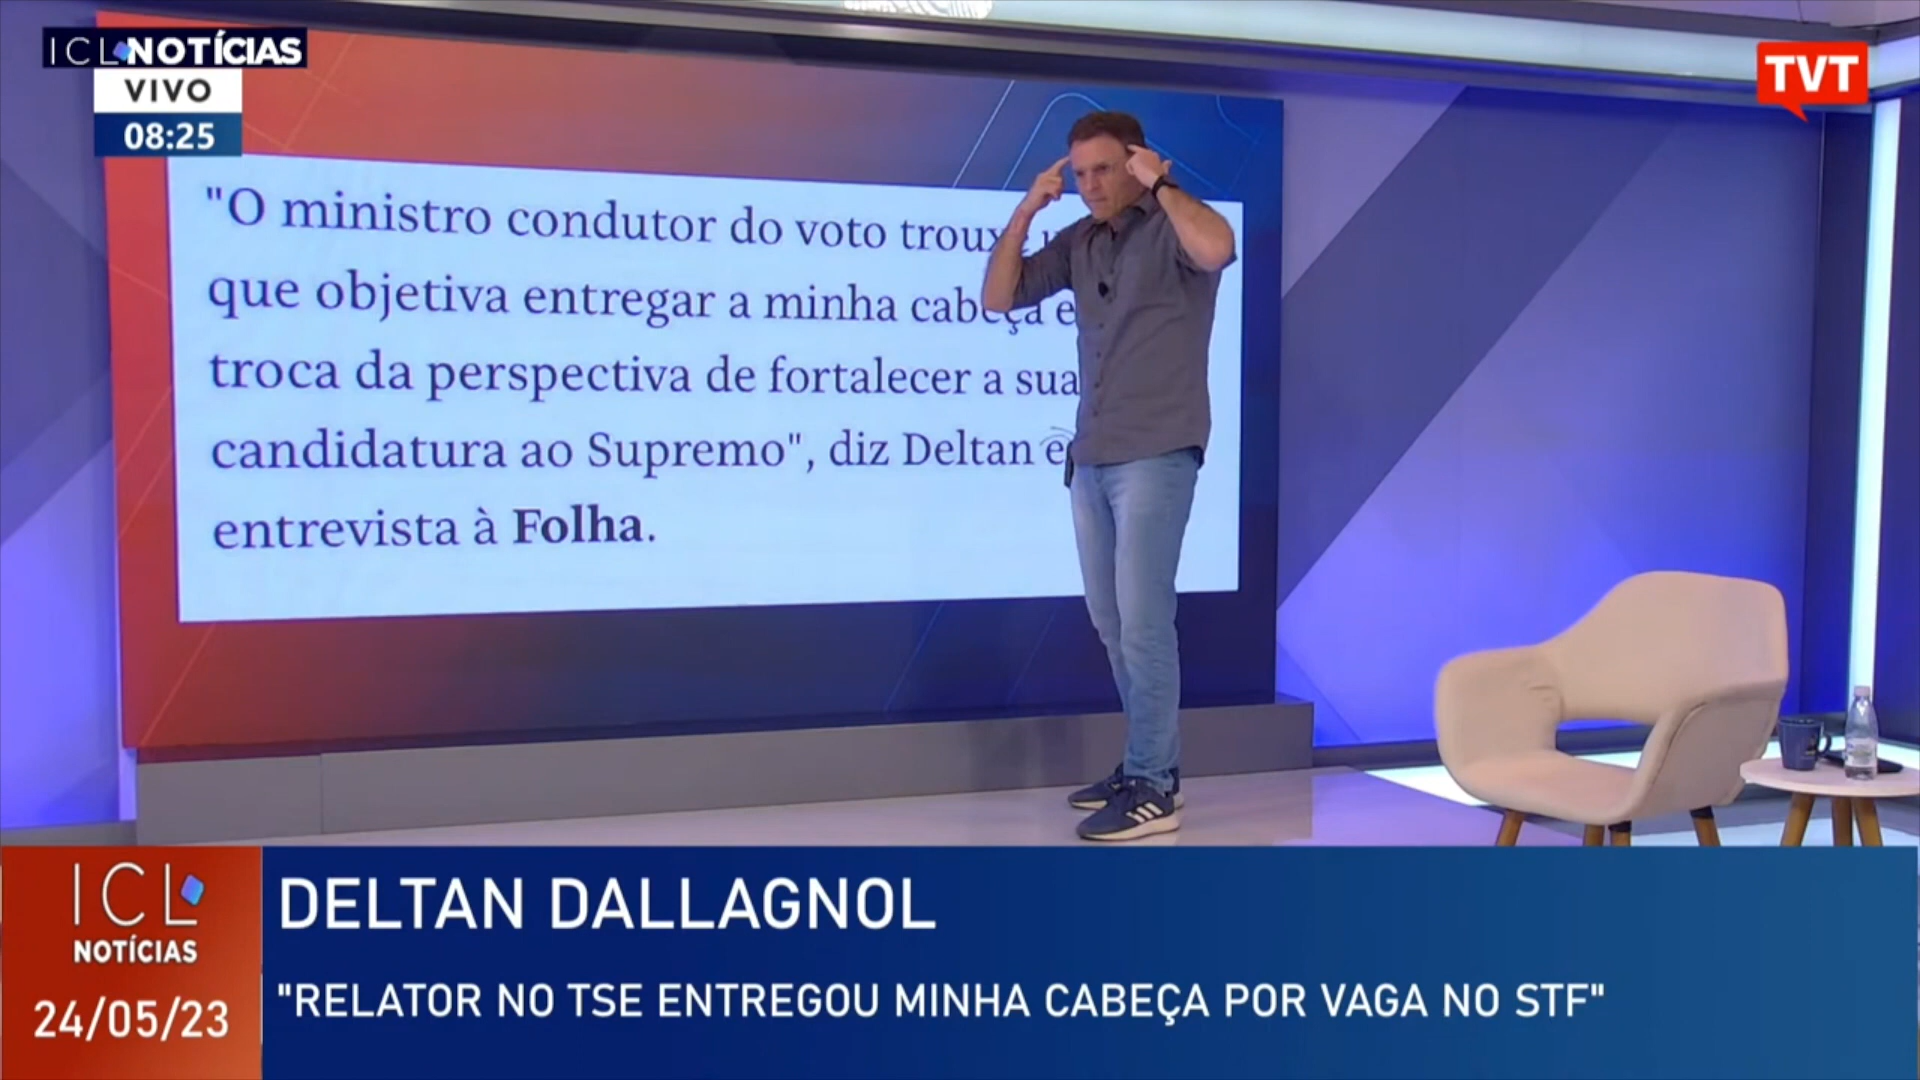 ICL NOTÍCIAS
VIVO
08:25
TVT
"O ministro condutor do voto
que objetiva entregar a minha
troca da perspectiva de fortalecer a sua
candidatura ao Supremo", diz Deltan
entrevista à Folha.
ICL
NOTÍCIAS
24/05/23
DELTAN DALLAGNOL
"RELATOR NO TSE ENTREGOU MINHA CABEÇA POR VAGA NO STF"